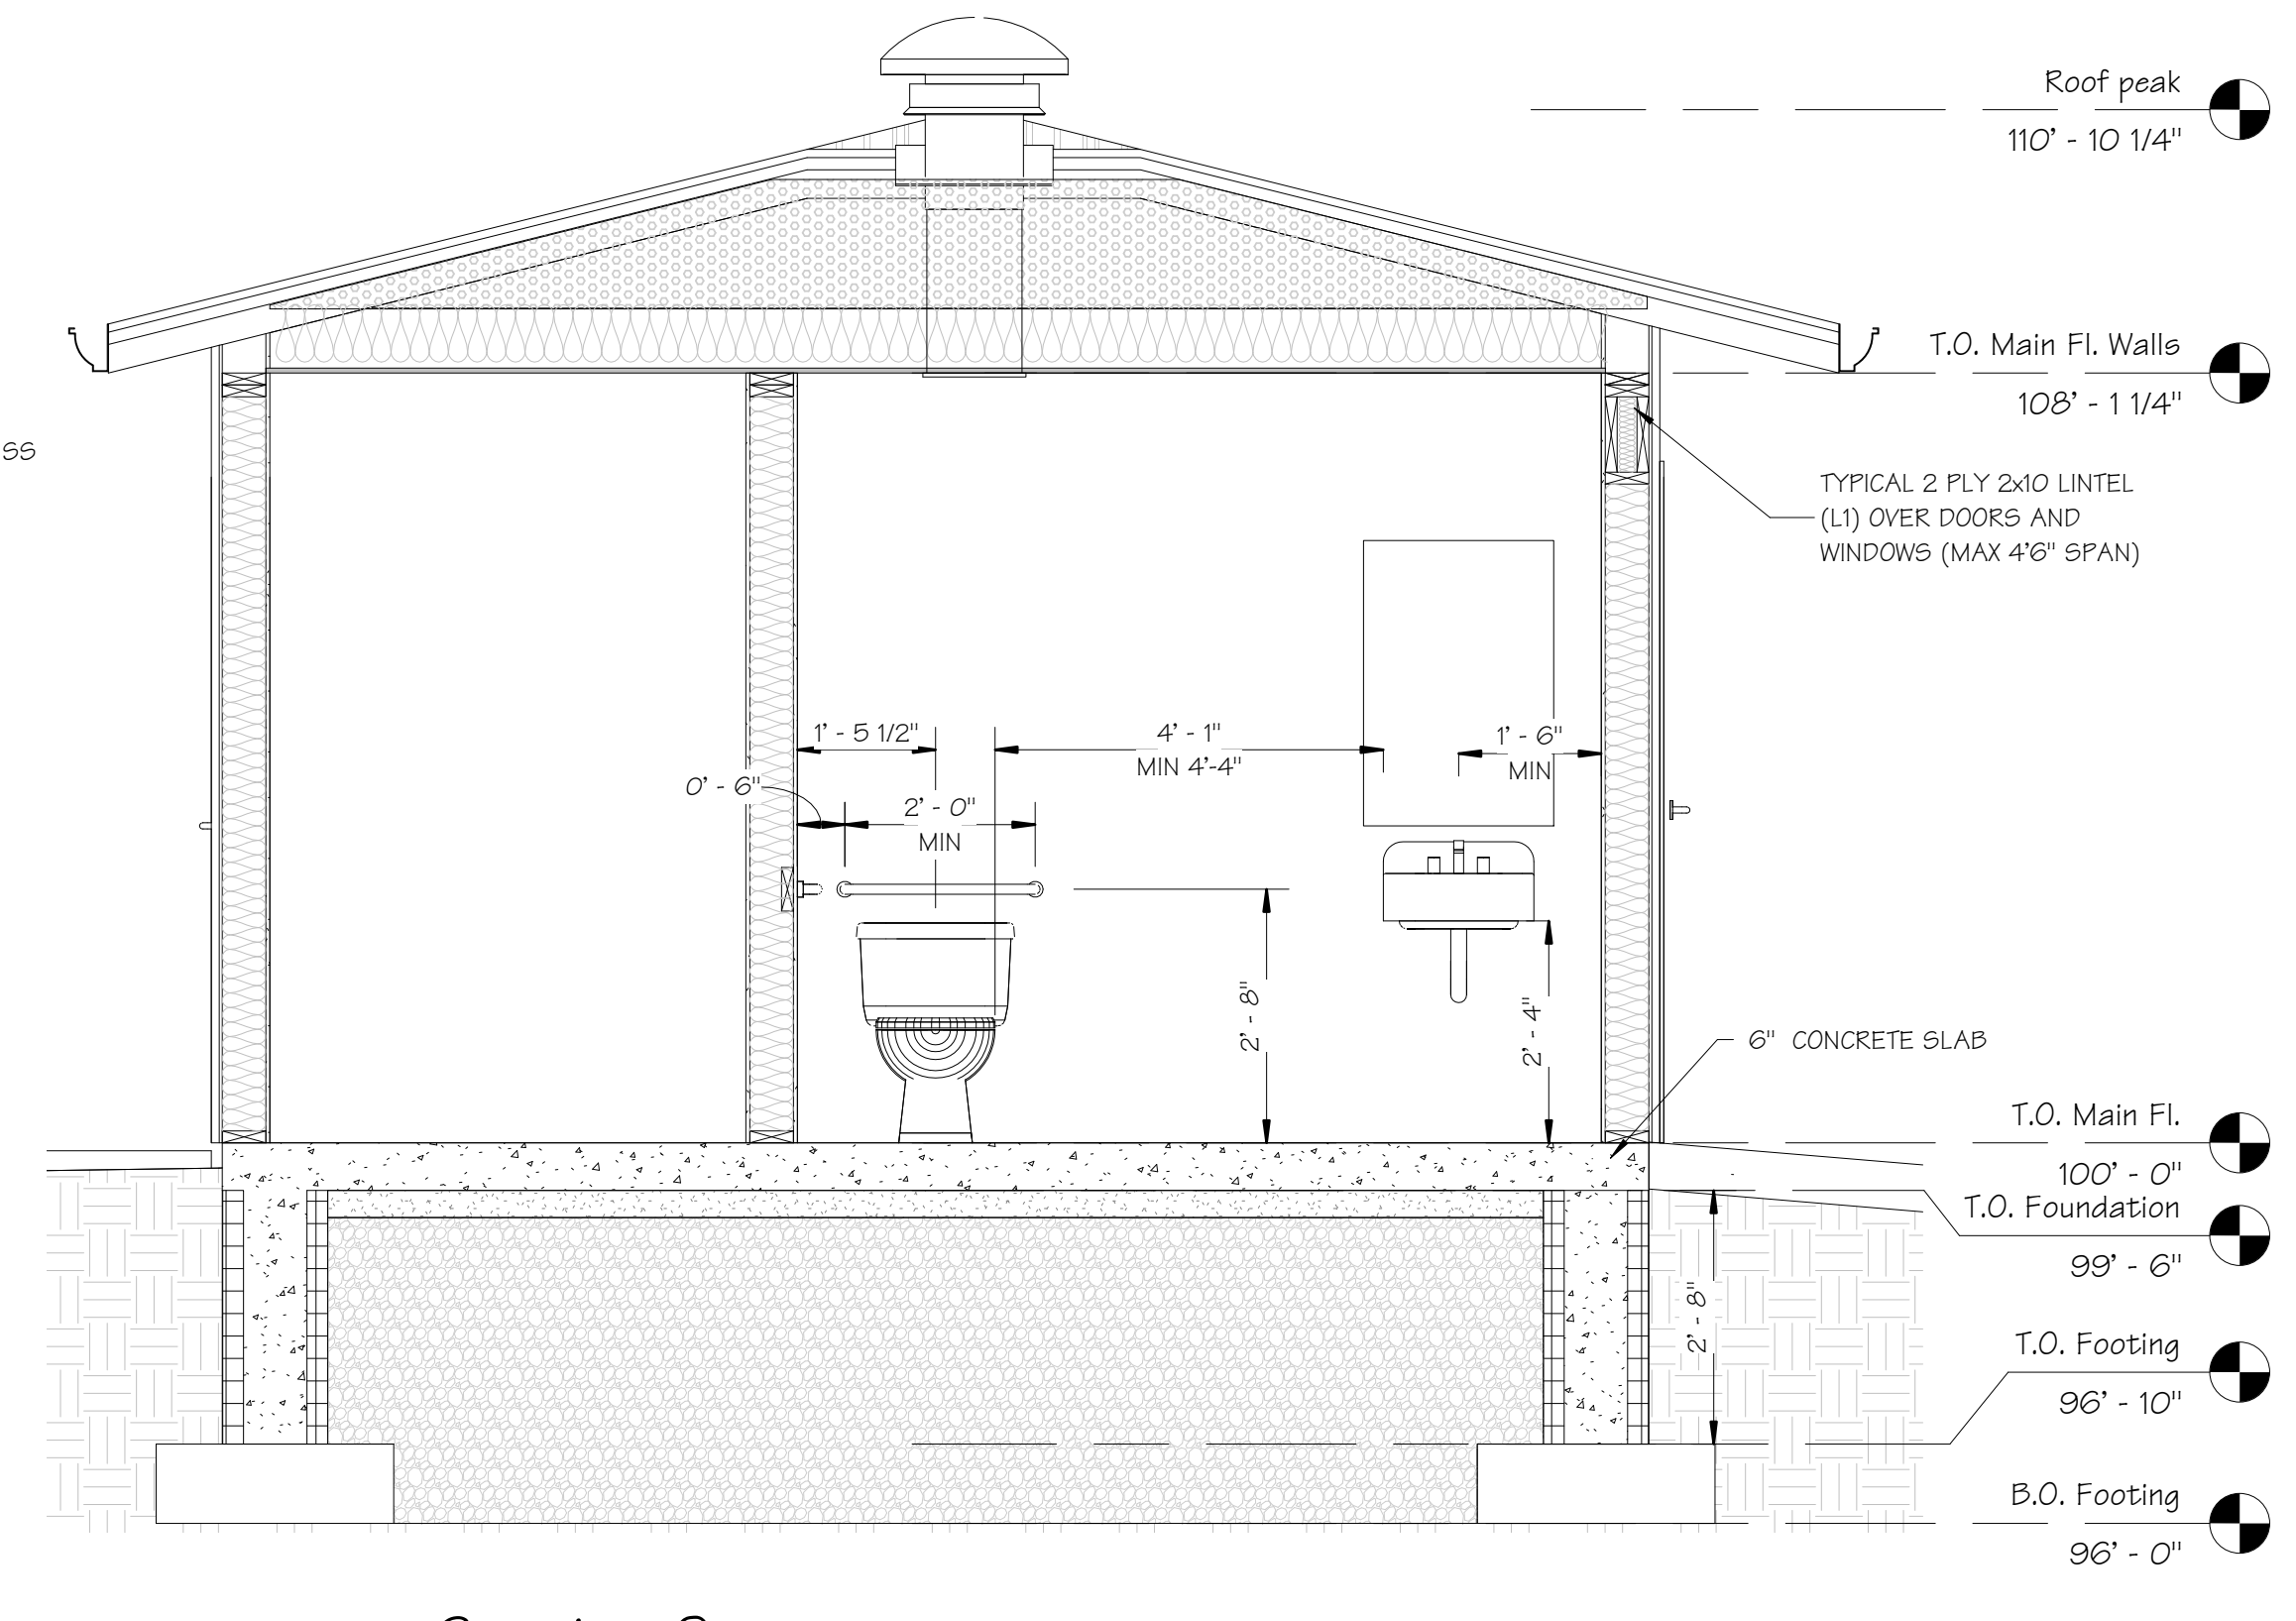 Roof peak
110' - 10 1/4"
T.O. Main Fl. Walls
108' - 1 1/4"
SS
TYPICAL 2 PLY 2x10 LINTEL
(L1) OVER DOORS AND
WINDOWS (MAX 4'6" SPAN)
1' - 5 1/2"
4' - 1"
MIN 4'-4"
1' - 6"
MIN
0' - 6"
2' - 0"
MIN
2' - 8"
2' - 4"
6" CONCRETE SLAB
T.O. Main Fl.
100' - 0"
T.O. Foundation
99' - 6"
2' - 8"
T.O. Footing
96' - 10"
B.O. Footing
96' - 0"